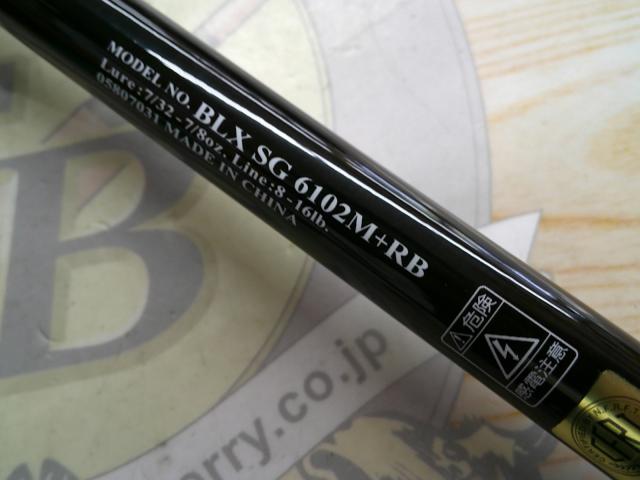 MODEL NO. BLX SG 6102M+RB
Lure:7/32-7/8oz. Line:8-16lb.
05807931 MADE IN CHINA
危険
感電注意
B
rry.co.jp